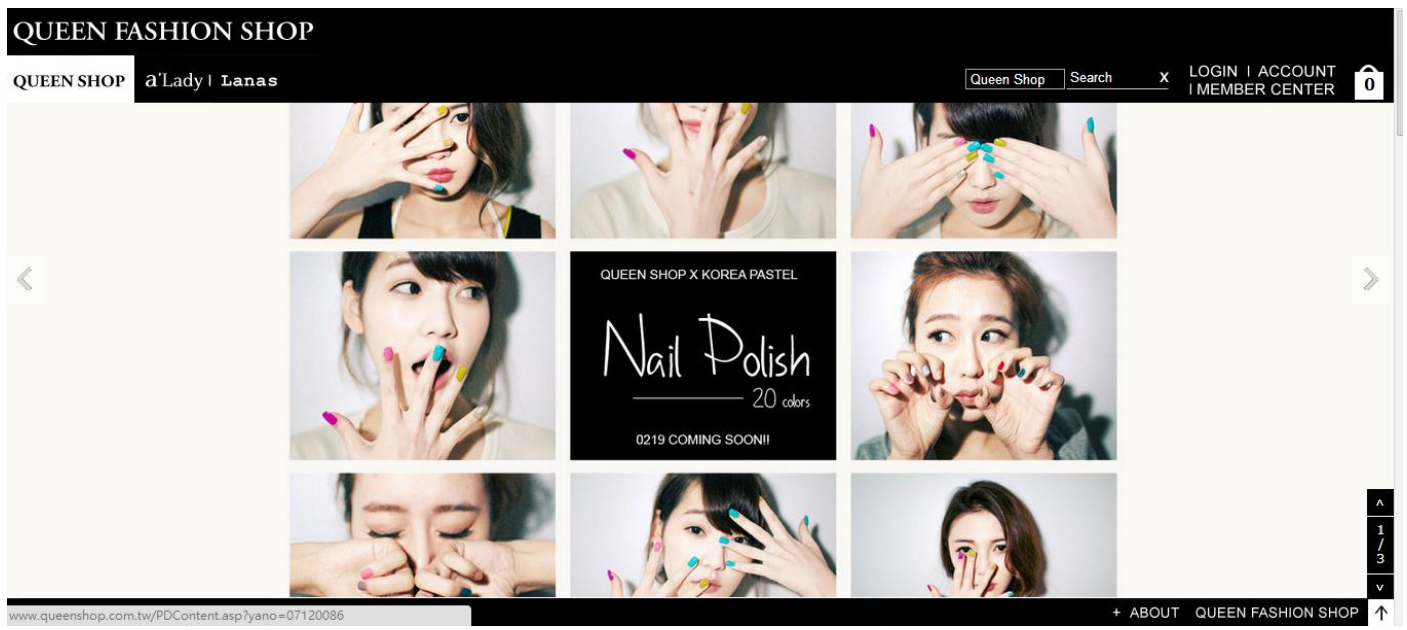 QUEEN FASHION SHOP
QUEEN SHOP a'Lady | Lanas
Queen Shop Search X
LOGIN | ACCOUNT
| MEMBER CENTER
0
QUEEN SHOP X KOREA PASTEL
Nail Polish
20 colors
0219 COMING SOON!!
1
/
3
www.queenshop.com.tw/PDContent.asp?yano=07120086
+ ABOUT QUEEN FASHION SHOP